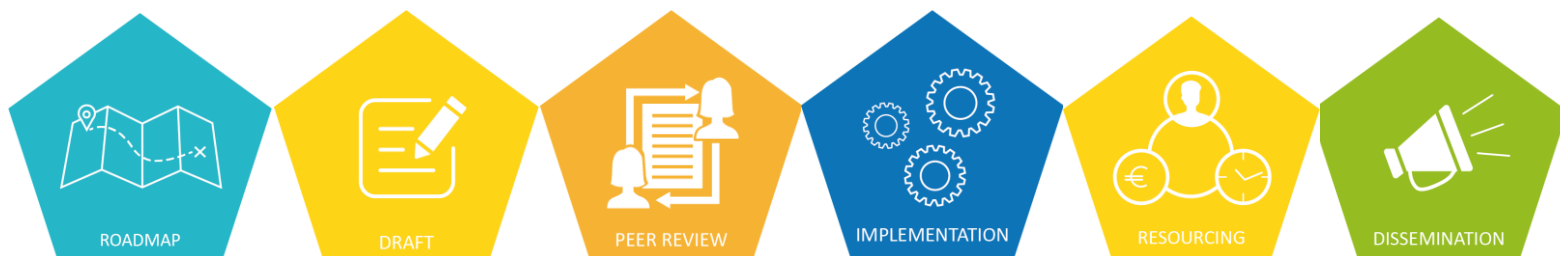 ROADMAP
DRAFT
PEER REVIEW
IMPLEMENTATION
€
RESOURCING
DISSEMINATION